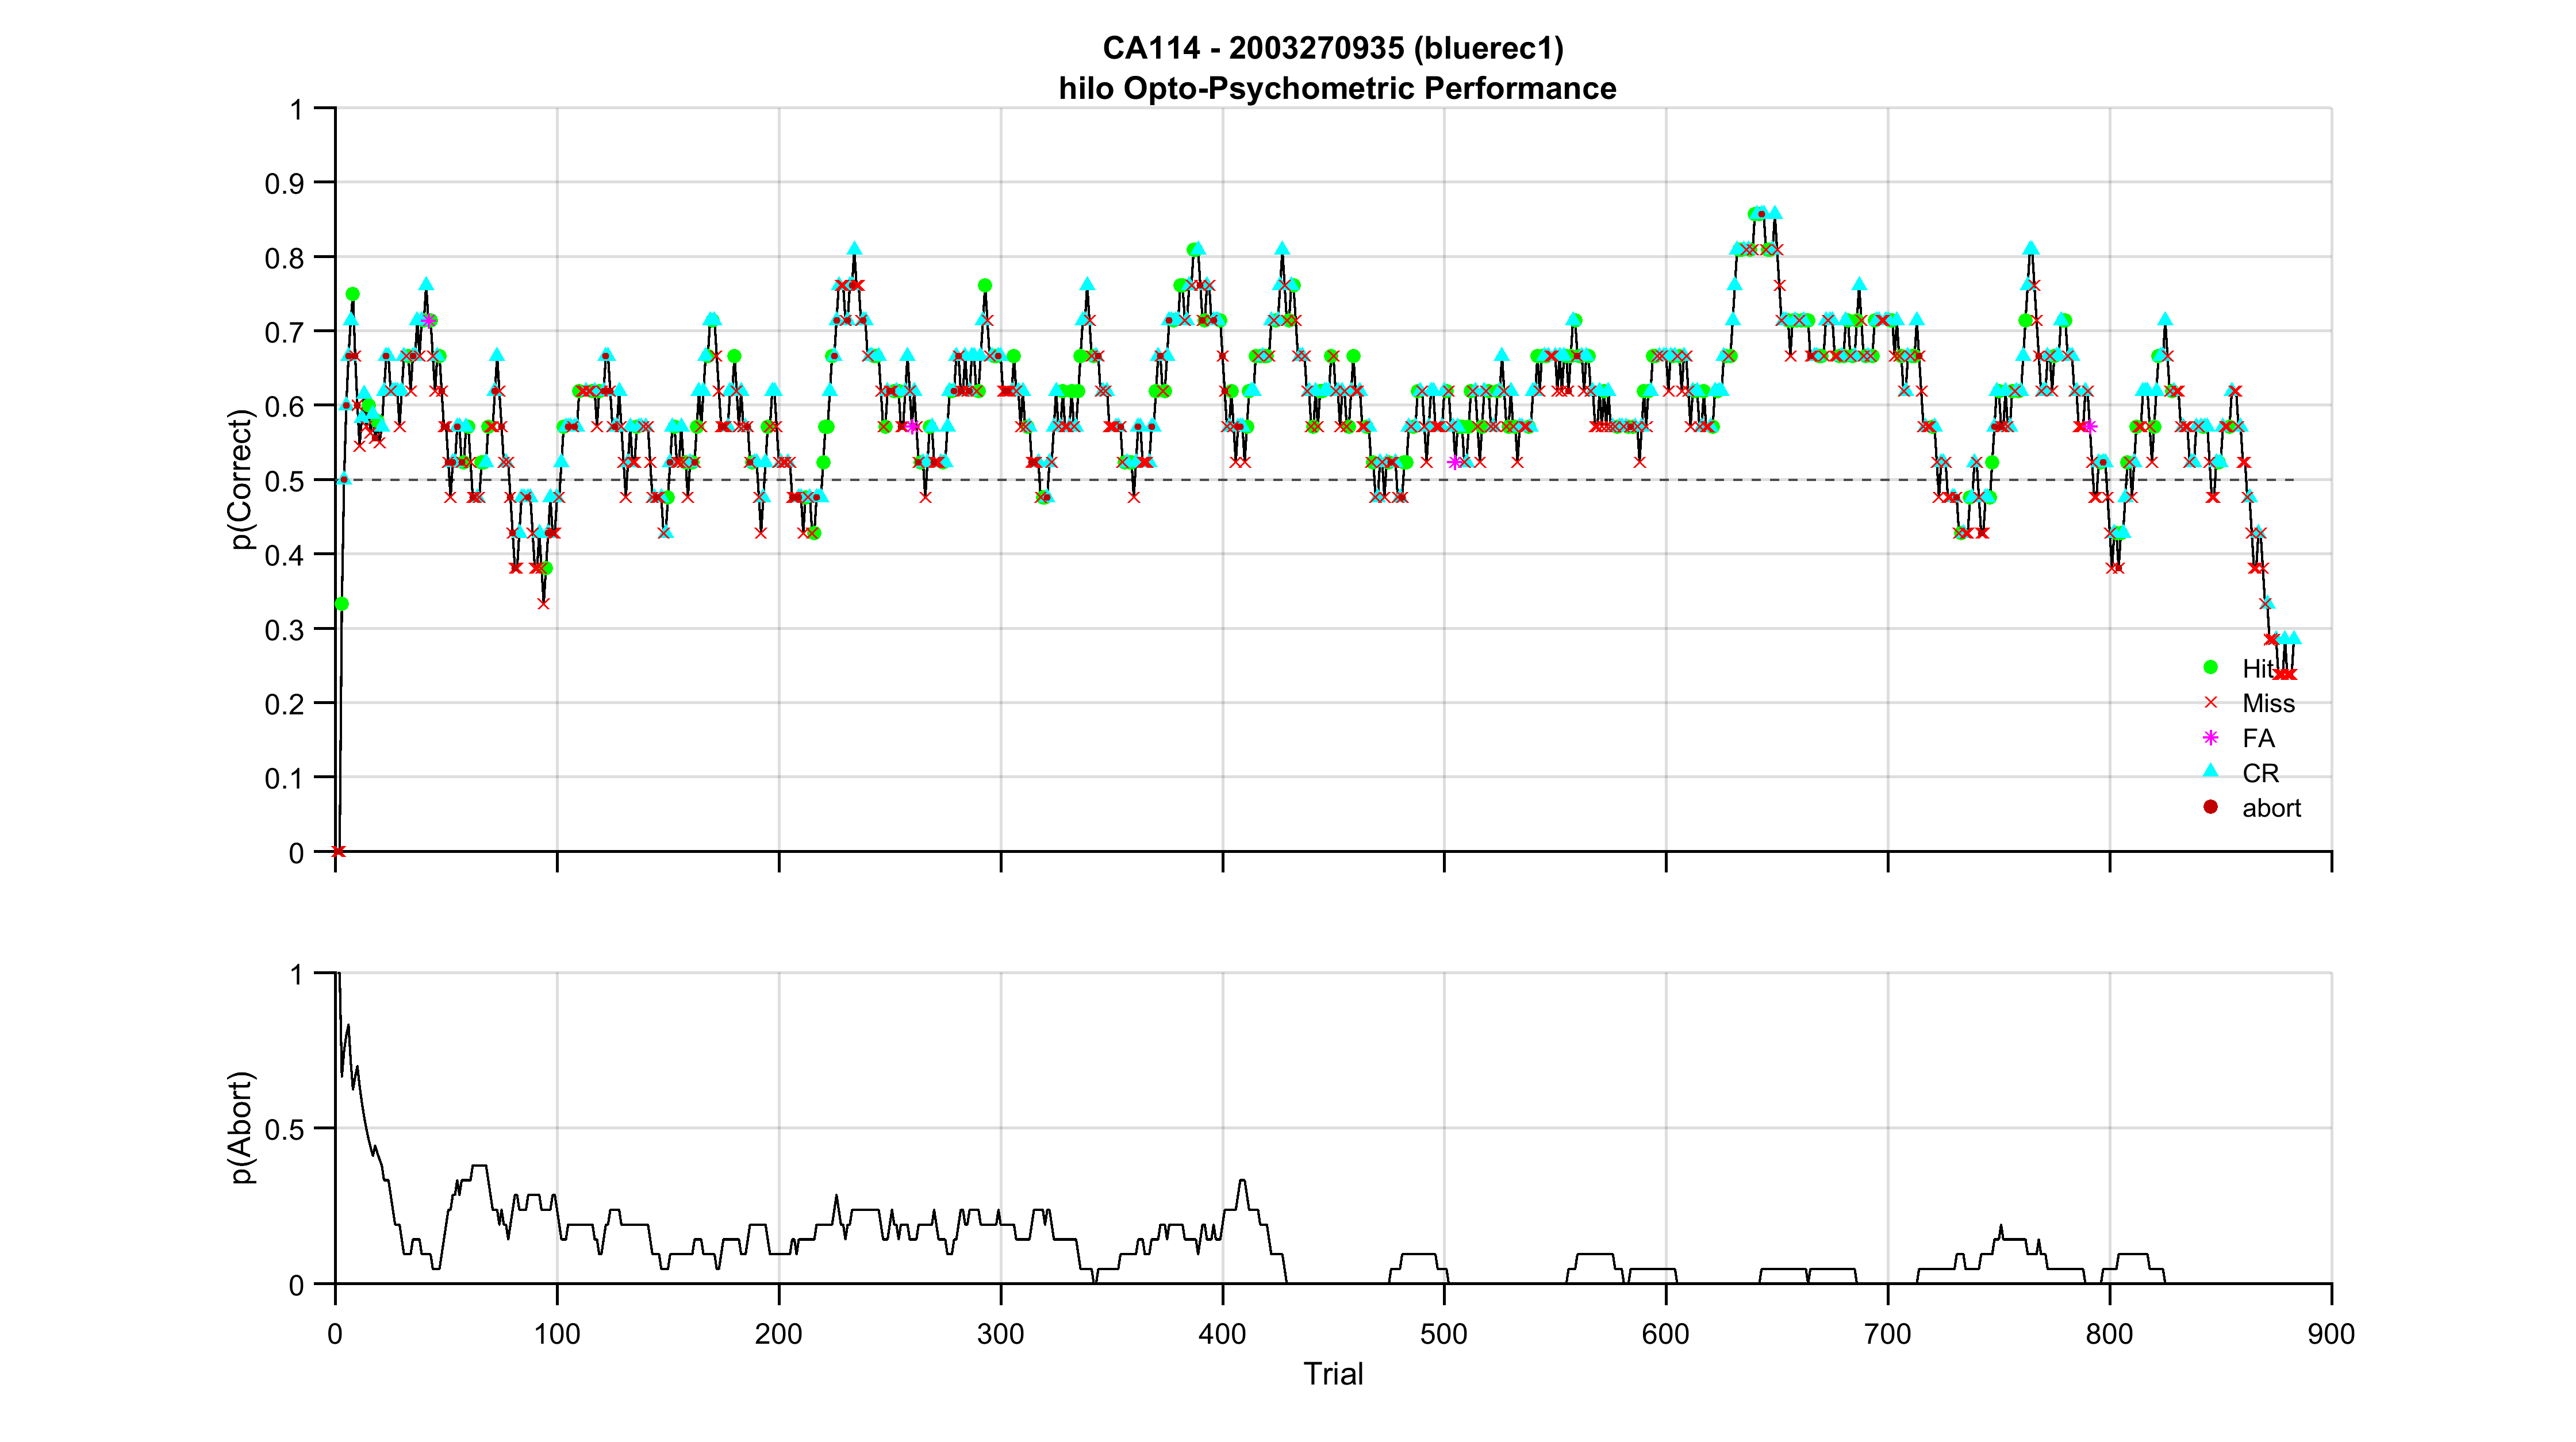 CA114 - 2003270935 (bluerec1)
hilo Opto-Psychometric Performance
1
0.9
0.8
0.7
0.6
0.5
0.4
0.3
0.2
0.1
0
p(Correct)
Hit
Miss
FA
CR
abort
1
0.5
0
p(Abort)
0 100 200 300 400 500 600 700 800 900
Trial